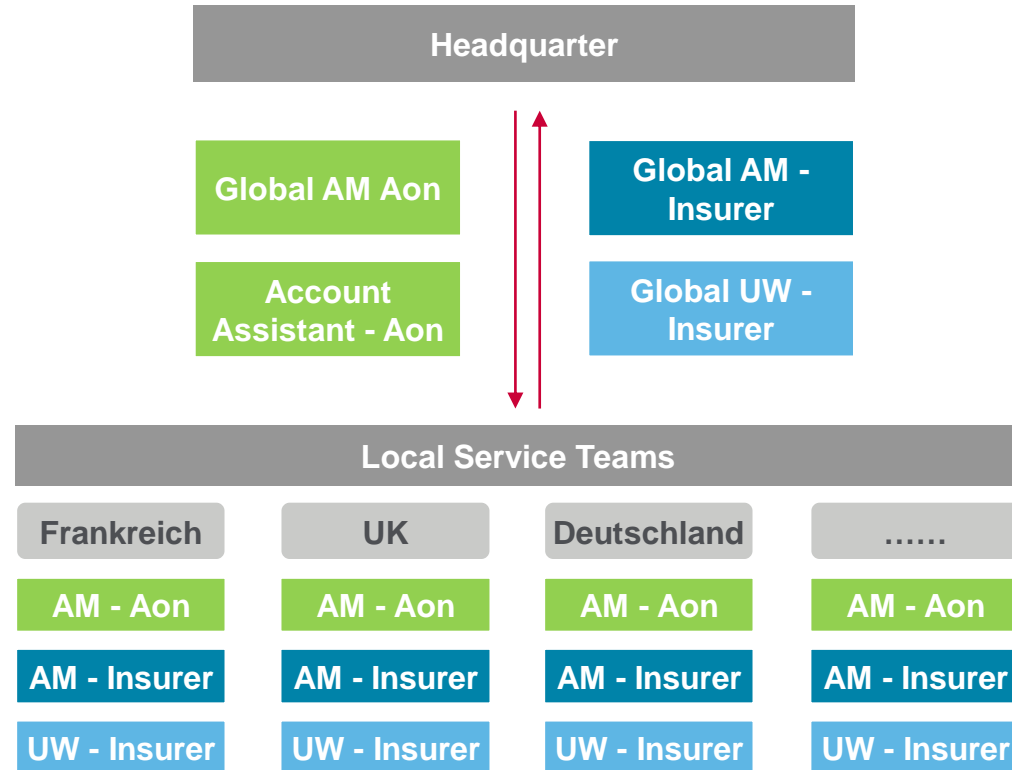 Headquarter
Global AM Aon
Global AM -
Insurer
Account
Assistant - Aon
Global UW -
Insurer
Local Service Teams
Frankreich UK Deutschland ……
AM - Aon AM - Aon AM - Aon AM - Aon
AM - Insurer AM - Insurer AM - Insurer AM - Insurer
UW - Insurer UW - Insurer UW - Insurer UW - Insurer